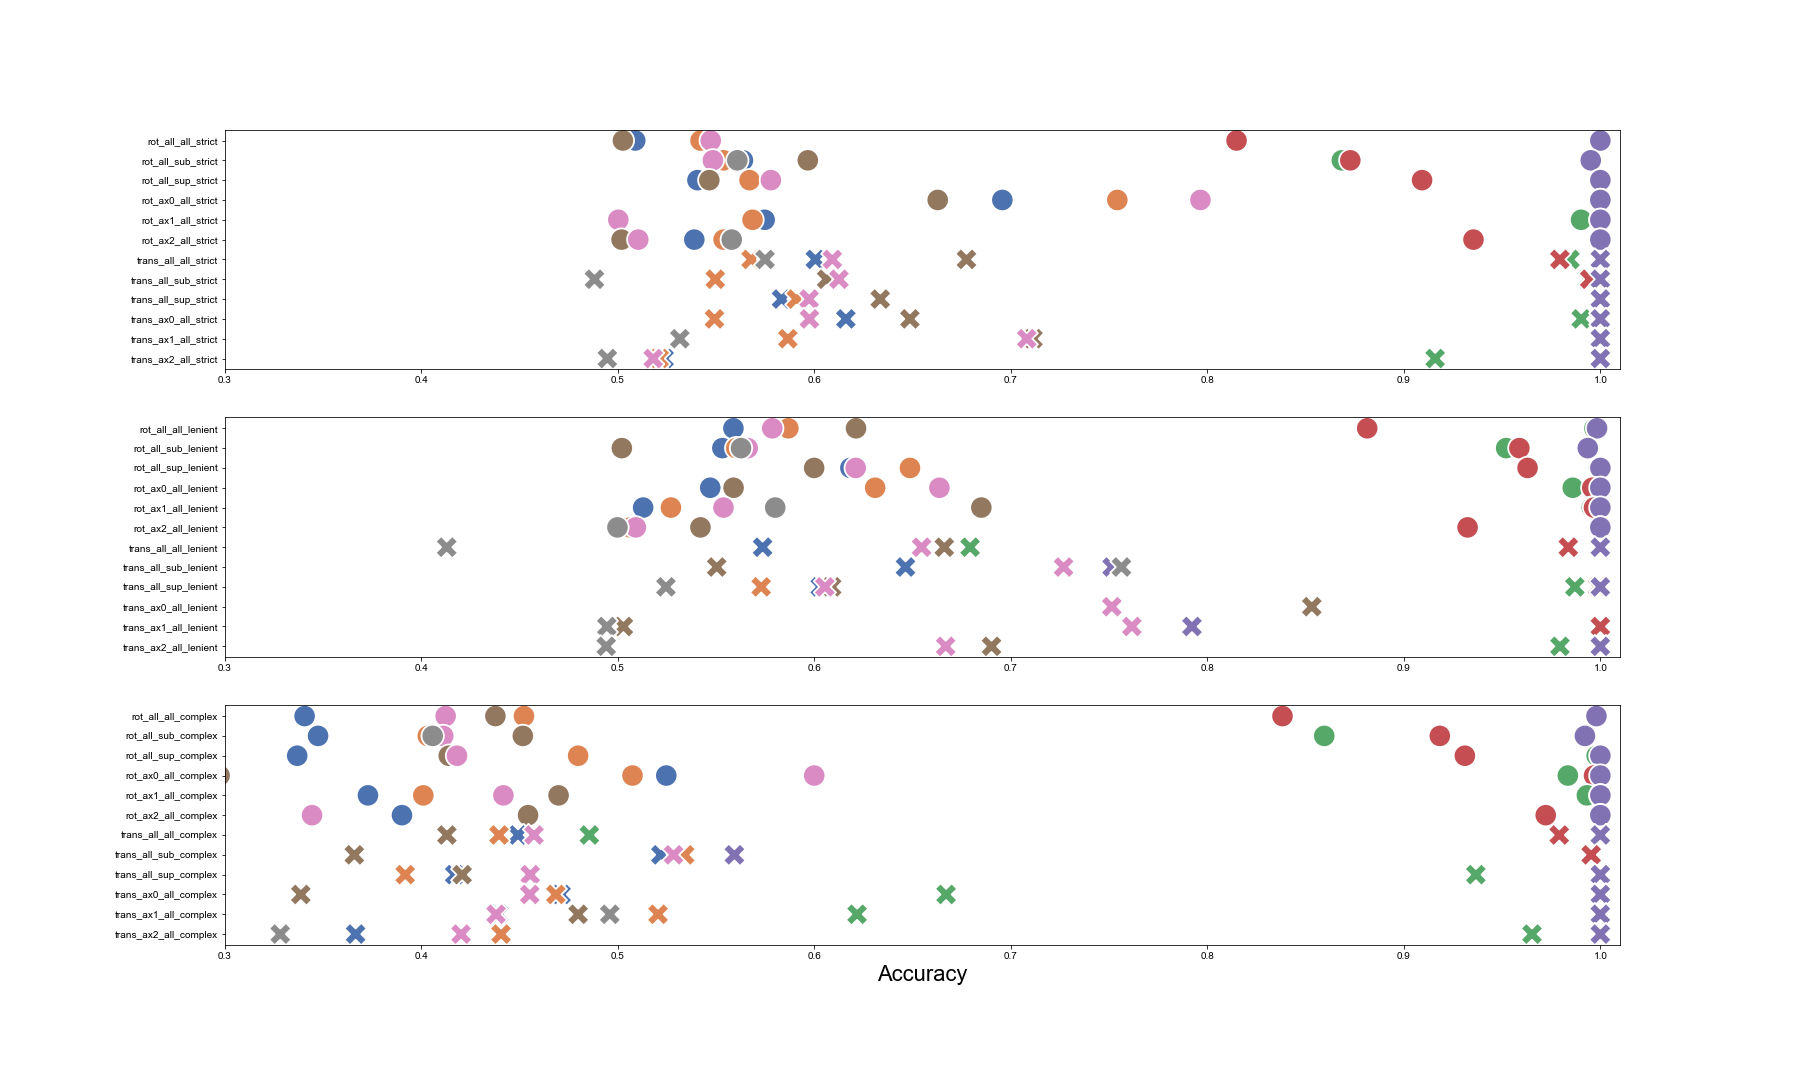 rot_all_all_strict
rot_all_sub_strict
rot_all_sup_strict
rot_ax0_all_strict
rot_ax1_all_strict
rot_ax2_all_strict
trans_all_all_strict
trans_all_sub_strict
trans_all_sup_strict
trans_ax0_all_strict
trans_ax1_all_strict
trans_ax2_all_strict
0.3 0.4 0.5 0.6 0.7 0.8 0.9 1.0
rot_all_all_lenient
rot_all_sub_lenient
rot_all_sup_lenient
rot_ax0_all_lenient
rot_ax1_all_lenient
rot_ax2_all_lenient
trans_all_all_lenient
trans_all_sub_lenient
trans_all_sup_lenient
trans_ax0_all_lenient
trans_ax1_all_lenient
trans_ax2_all_lenient
0.3 0.4 0.5 0.6 0.7 0.8 0.9 1.0
rot_all_all_complex
rot_all_sub_complex
rot_all_sup_complex
rot_ax0_all_complex
rot_ax1_all_complex
rot_ax2_all_complex
trans_all_all_complex
trans_all_sub_complex
trans_all_sup_complex
trans_ax0_all_complex
trans_ax1_all_complex
trans_ax2_all_complex
0.3 0.4 0.5 0.6 0.7 0.8 0.9 1.0
Accuracy